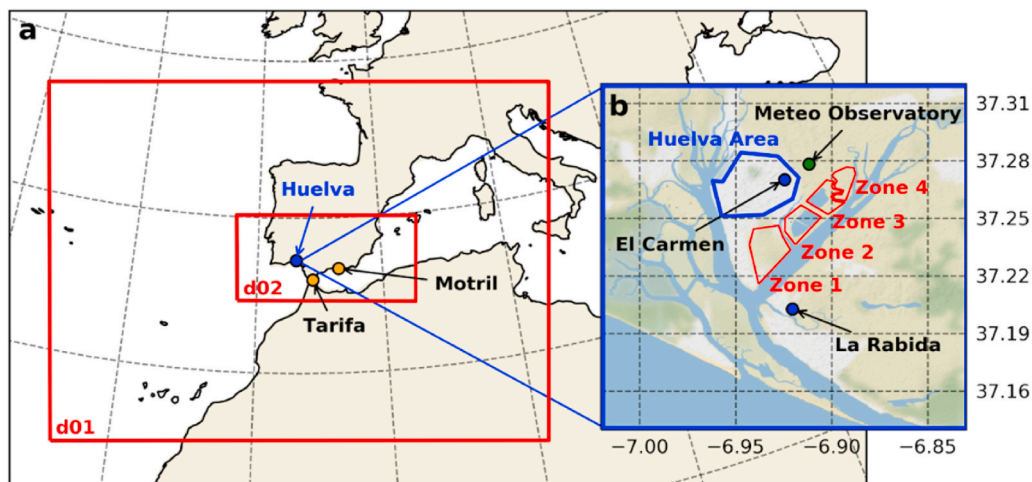 a
b
37.31
Meteo Observatory
Huelva Area
37.28
Huelva
Zone 4
37.25
El Carmen
Zone 3
Zone 2
Motril
d02
Zone 1
37.22
Tarifa
37.19
La Rabida
37.16
d01
−7.00
−6.95
−6.90
−6.85